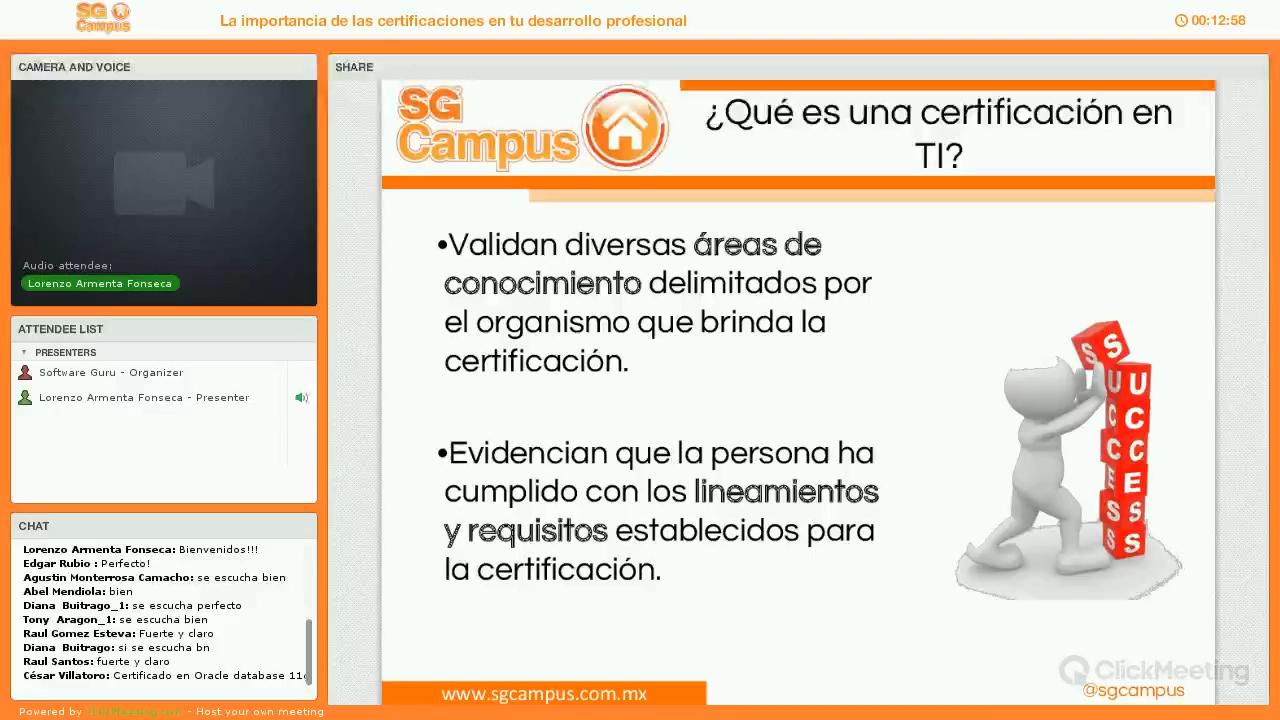 SG
Campus
La importancia de las certificaciones en tu desarrollo profesional
00:12:58
CAMERA AND VOICE
Audio attendee:
Lorenzo Armenta Fonseca
ATTENDEE LIST
PRESENTERS
Software Guru - Organizer
Lorenzo Armenta Fonseca - Presenter
CHAT
Lorenzo Armenta Fonseca: Bienvenidos!!!
Edgar Rubio : Perfecto!
Agustin Monterrosa Camacho: se escucha bien
Abel Mendiola: bien
Diana Buitrago_1: se escucha perfecto
Tony Aragon_1: se escucha bien
Raul Gomez Esteva: Fuerte y claro
Diana Buitrago: si se escucha bn
Raul Santos: fuerte y claro
César Villatoro: Certificado en Oracle database 11
Powered by ClickMeeting.com - Host your own meeting
SHARE
SG
Campus
¿Qué es una certificación en
TI?
•Validan diversas áreas de
conocimiento delimitados por
el organismo que brinda la
certificación.
•Evidencian que la persona ha
cumplido con los lineamientos
y requisitos establecidos para
la certificación.
SUCCESS
SUCCESS
www.sgcampus.com.mx
ClickMeeting
@sgcampus